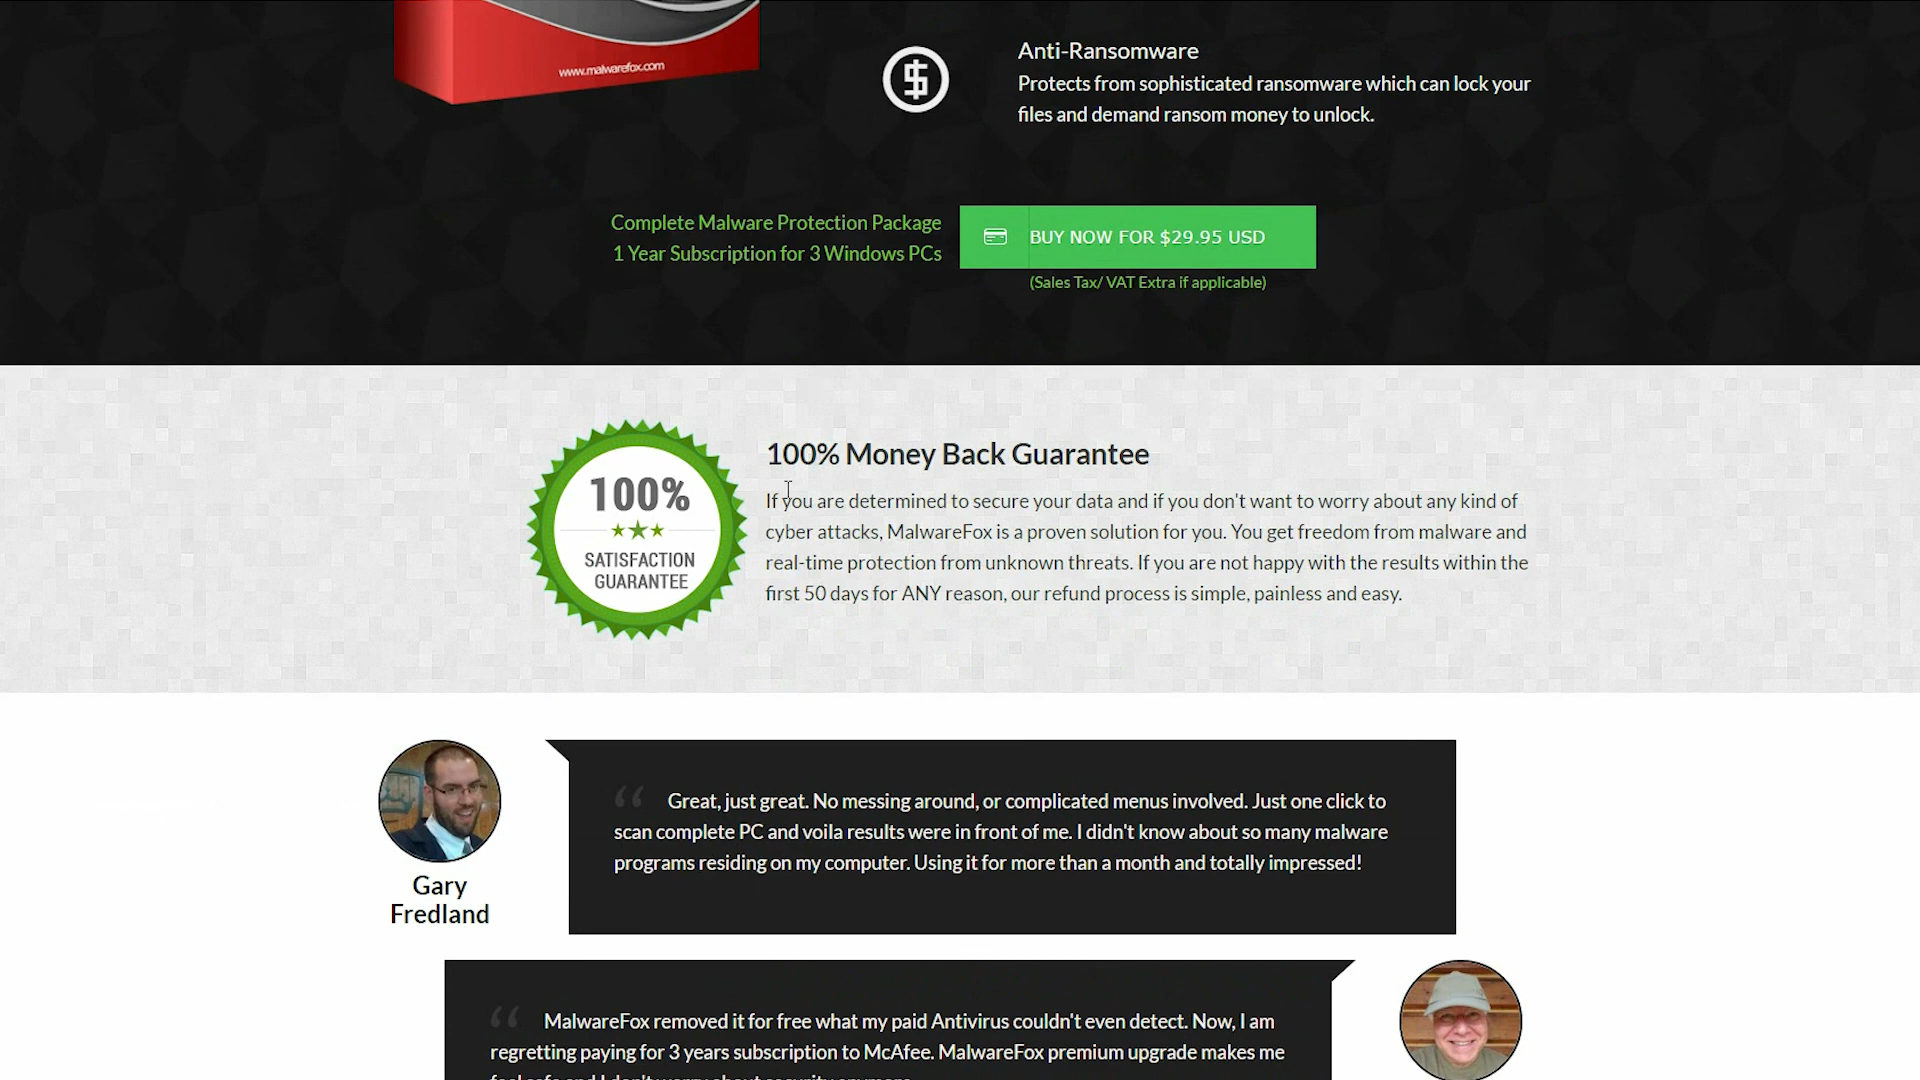 www.malwarefox.com
Anti-Ransomware
Protects from sophisticated ransomware which can lock your
files and demand ransom money to unlock.
Complete Malware Protection Package
1 Year Subscription for 3 Windows PCs
BUY NOW FOR $29.95 USD
(Sales Tax/ VAT Extra if applicable)
100%
SATISFACTION
GUARANTEE
100% Money Back Guarantee
If you are determined to secure your data and if you don't want to worry about any kind of
cyber attacks, MalwareFox is a proven solution for you. You get freedom from malware and
real-time protection from unknown threats. If you are not happy with the results within the
first 50 days for ANY reason, our refund process is simple, painless and easy.
Gary
Fredland
“ Great, just great. No messing around, or complicated menus involved. Just one click to
scan complete PC and voila results were in front of me. I didn't know about so many malware
programs residing on my computer. Using it for more than a month and totally impressed!
“ MalwareFox removed it for free what my paid Antivirus couldn't even detect. Now, I am
regretting paying for 3 years subscription to McAfee. MalwareFox premium upgrade makes me